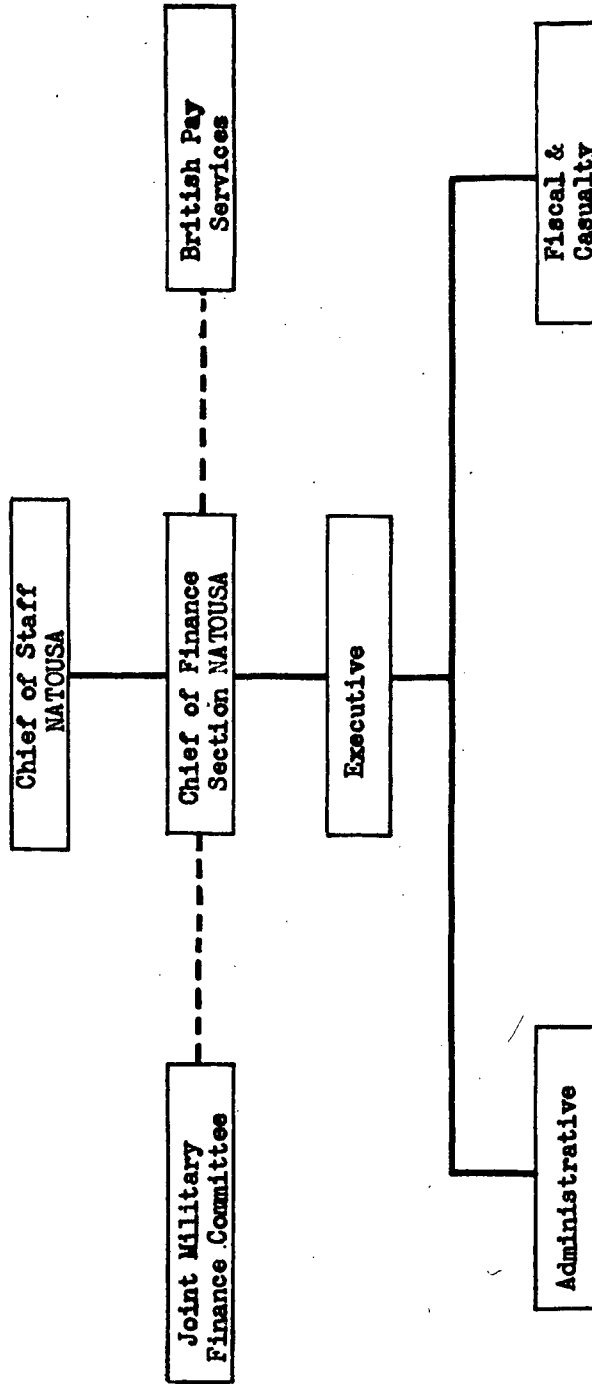 Chief of Staff
NATOUSA
Joint Military
Finance Committee
Chief of Finance
Section NATOUSA
British Pay
Services
Executive
Administrative
Fiscal &
Casualty